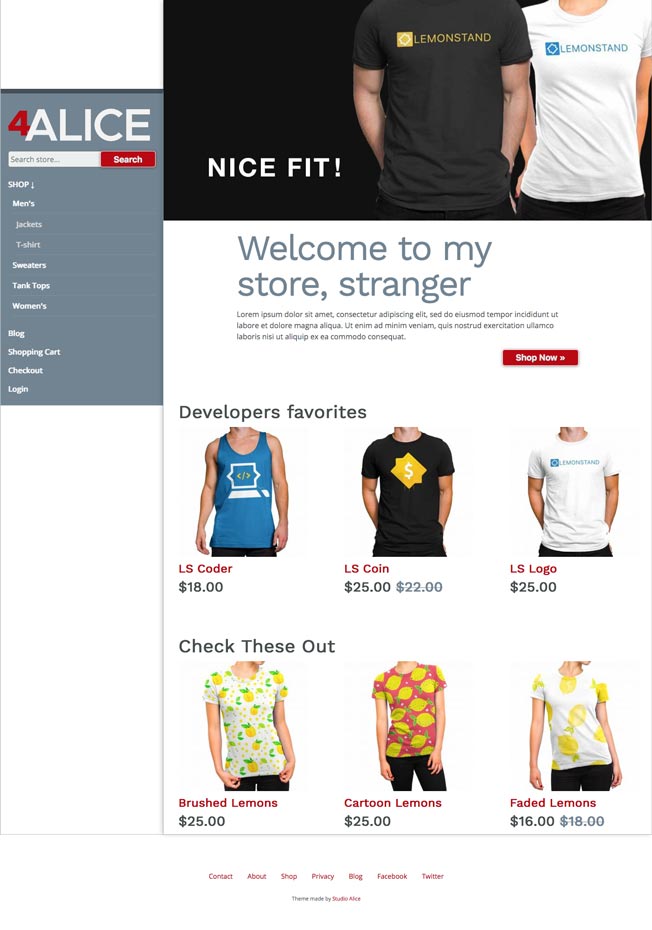 4ALICE
Search store...
Search
SHOP ↓
Men's
Jackets
T-shirt
Sweaters
Tank Tops
Women's
Blog
Shopping Cart
Checkout
Login
LEMONSTAND
LEMONSTAND
NICE FIT!
Welcome to my
store, stranger
Lorem ipsum dolor sit amet, consectetur adipiscing elit, sed do eiusmod tempor incididunt ut
labore et dolore magna aliqua. Ut enim ad minim veniam, quis nostrud exercitation ullamco
laboris nisi ut aliquip ex ea commodo consequat.
Shop Now »
Developers favorites
</>
$
LEMONSTAND
LS Coder
$18.00
LS Coin
$25.00 $22.00
LS Logo
$25.00
Check These Out
Brushed Lemons
$25.00
Cartoon Lemons
$25.00
Faded Lemons
$16.00 $18.00
Contact About Shop Privacy Blog Facebook Twitter
Theme made by Studio Alice